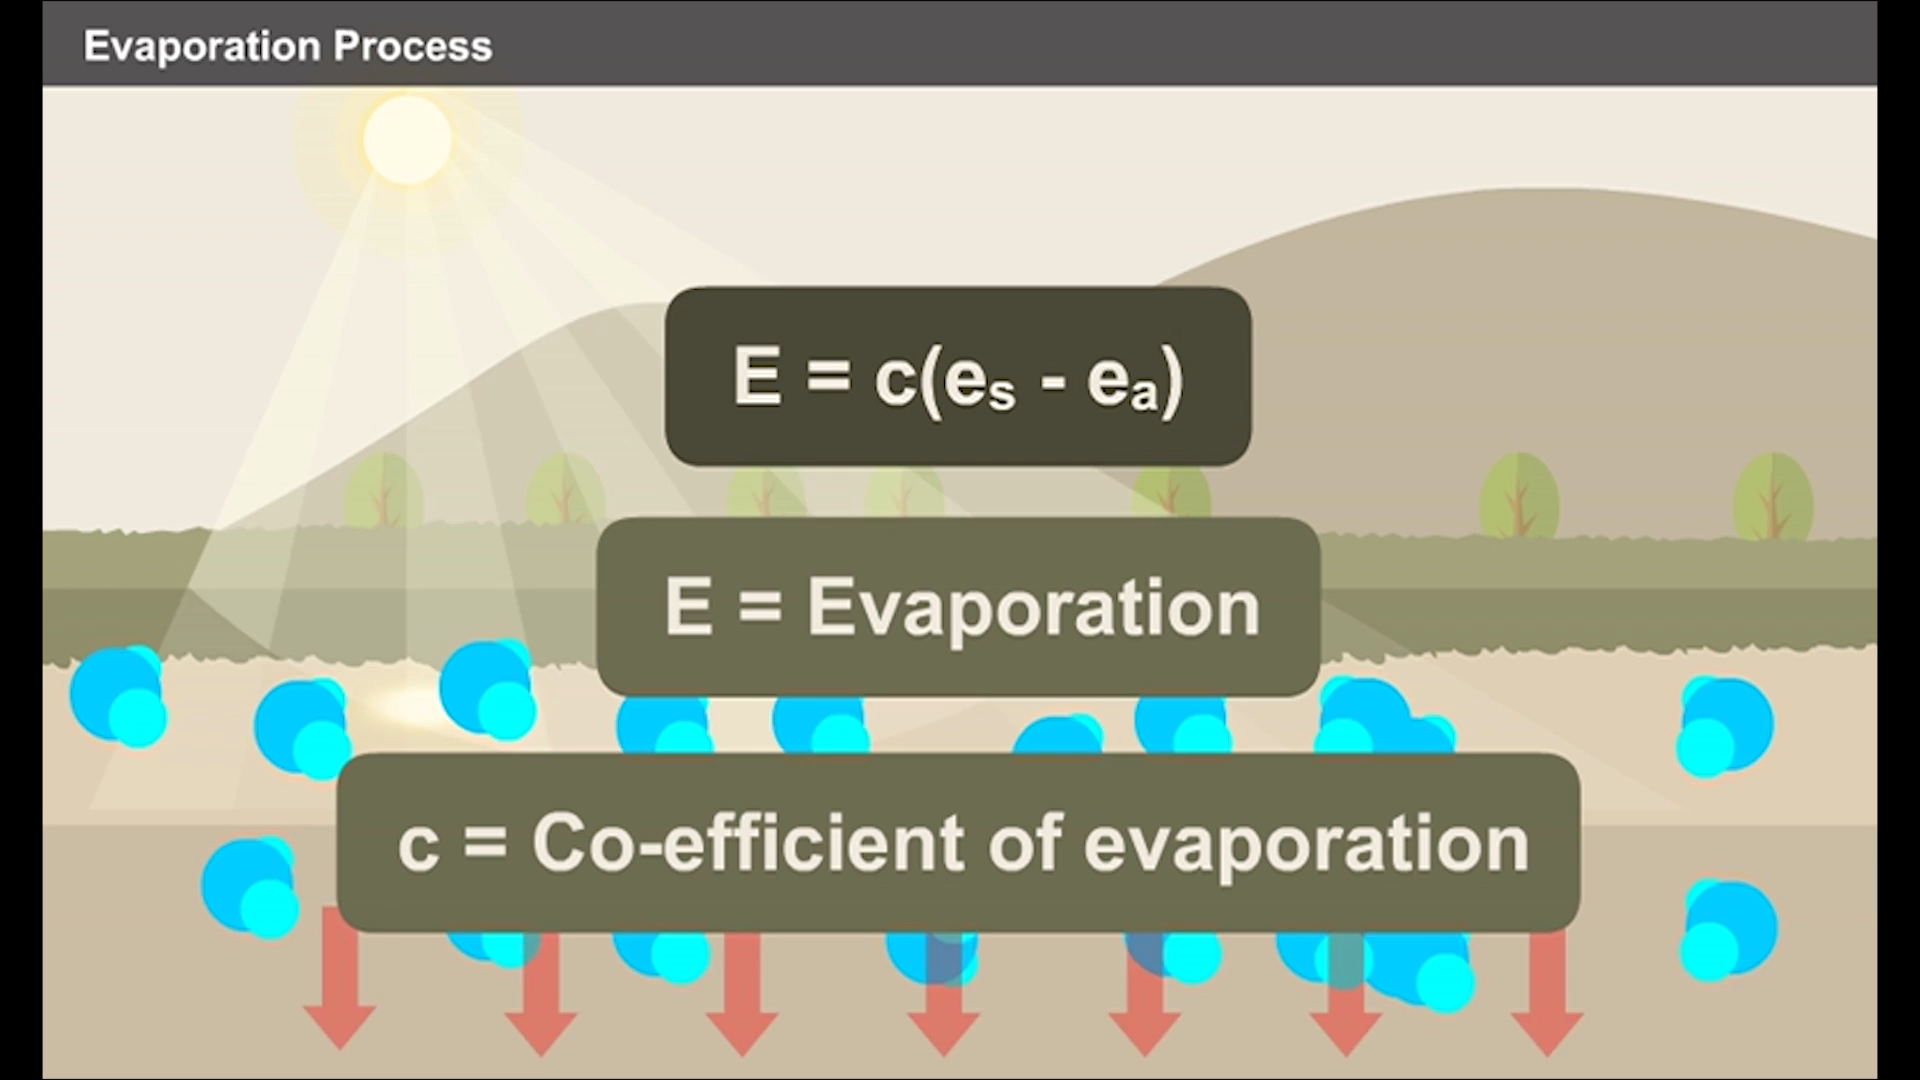 Evaporation Process
E = c(eₛ - eₐ)
E = Evaporation
c = Co-efficient of evaporation